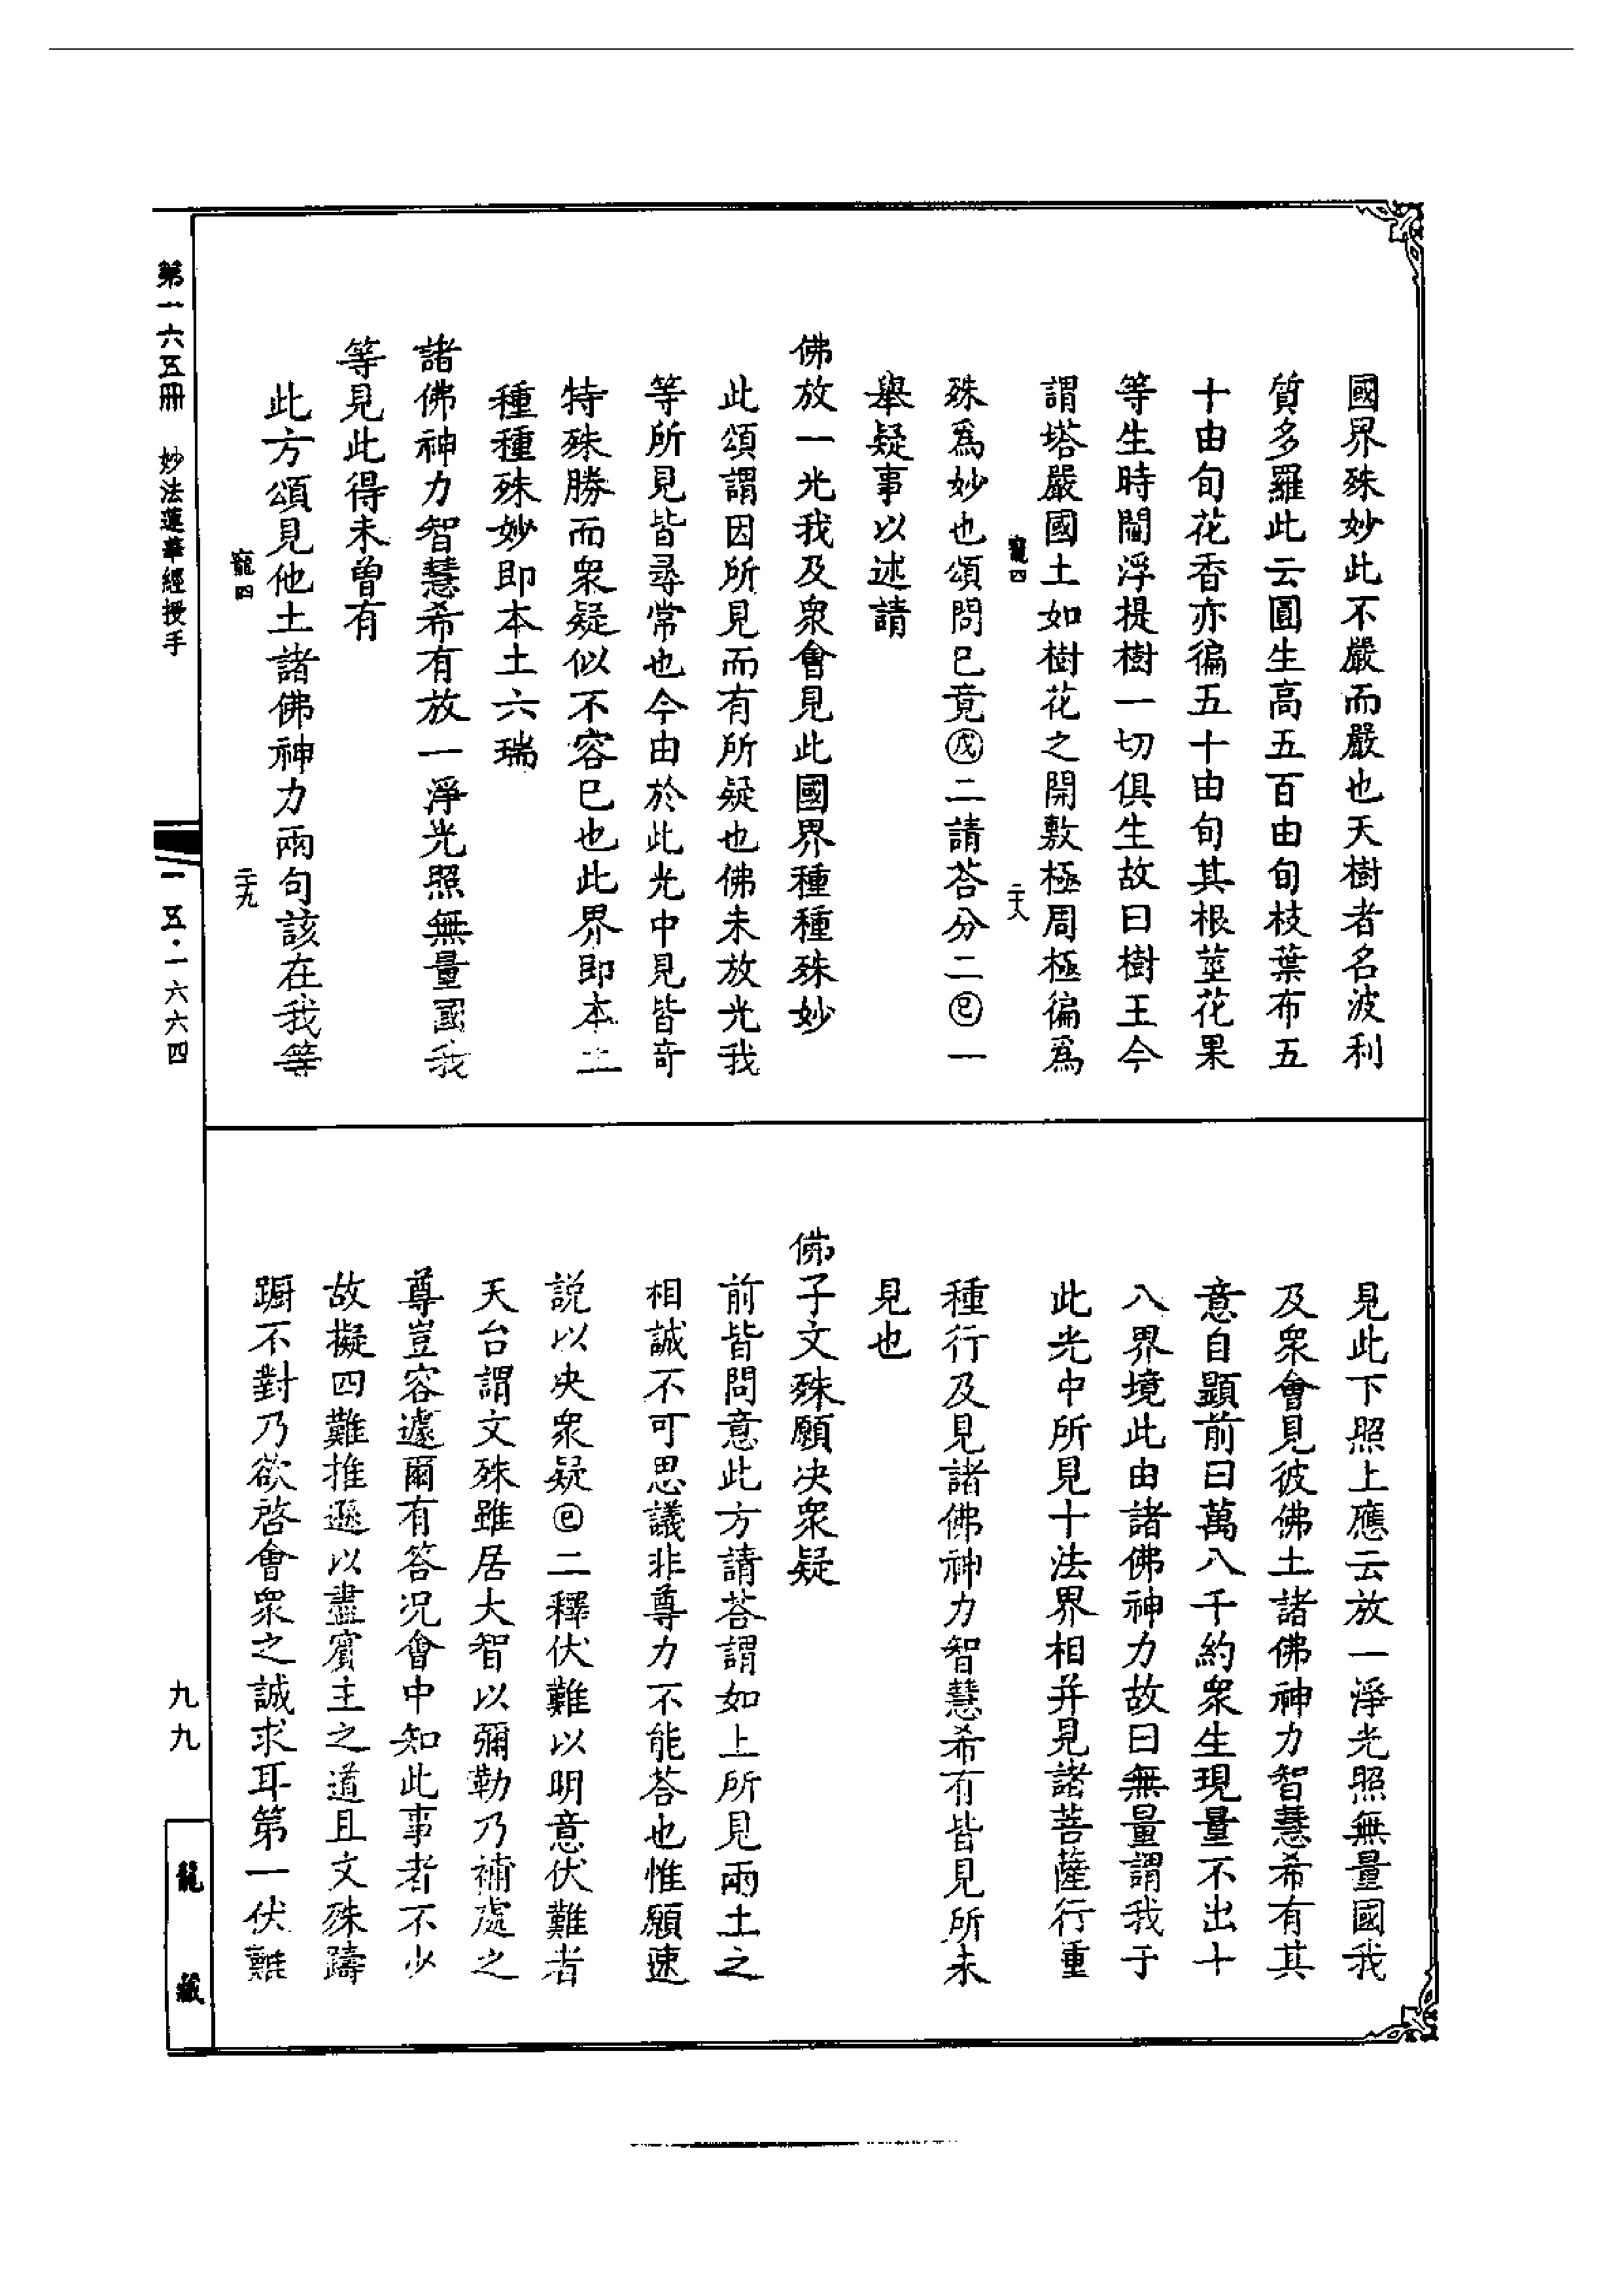 國界殊妙此不嚴而嚴也天樹者名波利
質多羅此云圓生高五百由旬枝葉布五
十由旬花香亦徧五十由旬其根莖花果
等生時閻浮提樹一切俱生故曰樹王今
謂塔嚴國土如樹花之開敷極周極徧爲
寵四
二十八
殊爲妙也頌問已竟㊂戊二請荅分二㊂己一
舉疑事以述請
佛放一光我及衆會見此國界種種殊妙
此頌謂因所見而有所疑也佛未放光我
等所見皆尋常也今由於此光中見皆奇
特殊勝而衆疑似不容已也此界即本土
種種殊妙即本土六瑞
諸佛神力智慧希有放一淨光照無量國我
等見此得未曾有
此方頌見他土諸佛神力兩句該在我等
寵四
二十九
見此下照上應云放一淨光照無量國我
及衆會見彼佛土諸佛神力智慧希有其
意自顯前曰萬八千約衆生現量不出十
八界境此由諸佛神力故曰無量謂我于
此光中所見十法界相并見諸菩薩行重
種行及見諸佛神力智慧希有皆見所未
見也
佛子文殊願决衆疑
前皆問意此方請荅謂如上所見兩土之
相誠不可思議非尊力不能荅也惟願速
説以决衆疑㊂己二釋伏難以明意伏難者
天台謂文殊雖居大智以彌勒乃補處之
尊豈容遽爾有答况會中知此事者不少
故擬四難推遜以盡賓主之道且文殊躊
蹰不對乃欲啓會衆之誠求耳第一伏難
第一六五冊 妙法蓮華經授手
一五·一六六四
九九
龍藏